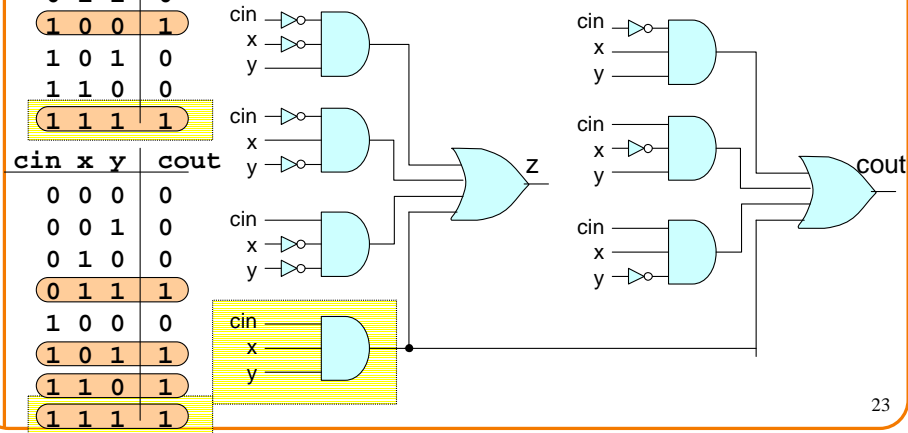 1 0 0 1
1 0 1 0
1 1 0 0
1 1 1 1
cin x y cout
0 0 0 0
0 0 1 0
0 1 0 0
0 1 1 1
1 0 0 0
1 0 1 1
1 1 0 1
1 1 1 1
cin
x
y
cin
x
y
cin
x
y
cin
x
y
z
cin
x
y
cin
x
y
cin
x
y
cout
23